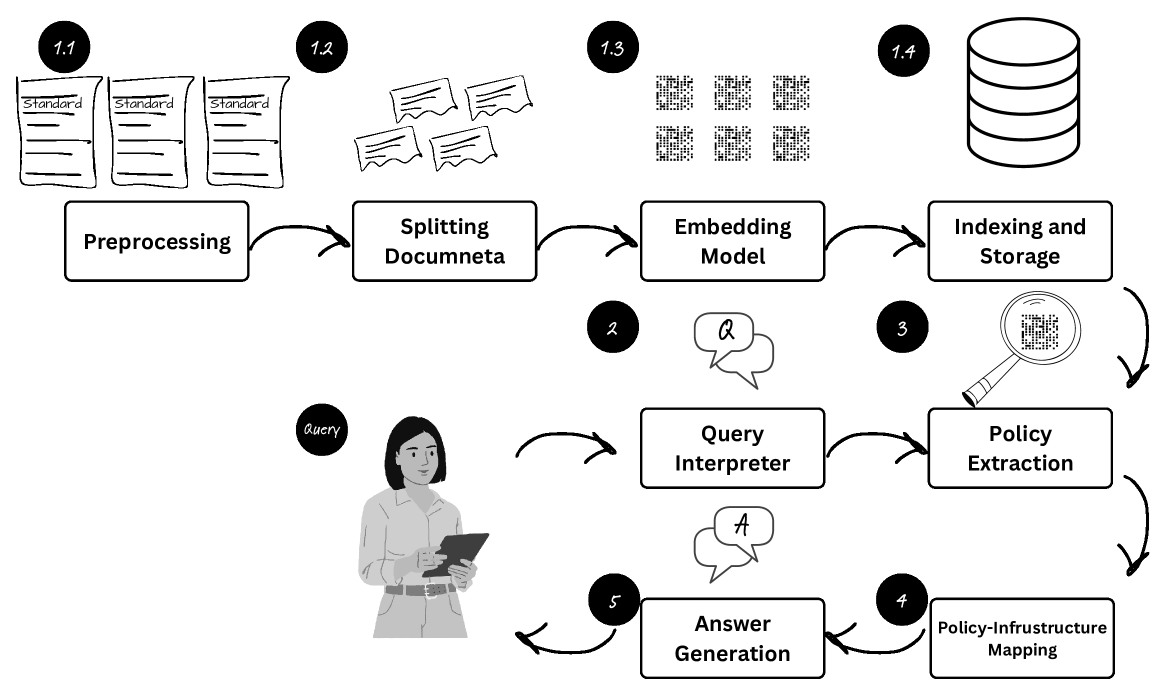 1.1
1.2
1.3
1.4
Standard
Standard
Standard
Preprocessing
Splitting
Documneta
Embedding
Model
Indexing and
Storage
2
Q
3
Query
Query
Interpreter
Policy
Extraction
A
5
Answer
Generation
4
Policy-Infrustructure
Mapping